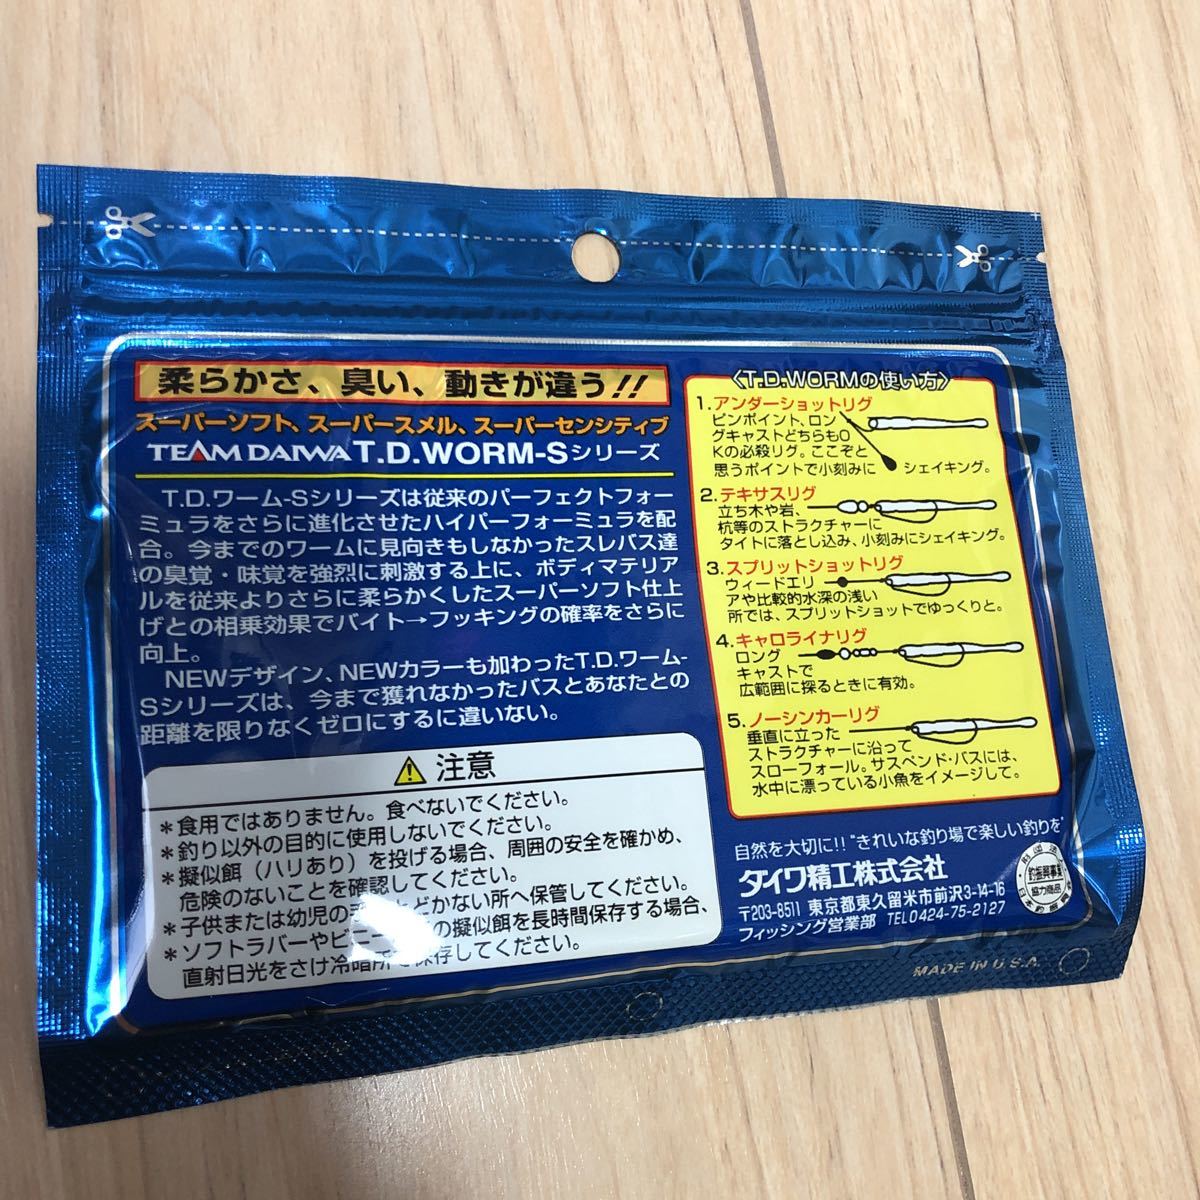 柔らかさ、臭い、動きが違う!!
スーパーソフト、スーパースメル、スーパーセンシティブ
TEAM DAIWA T.D.WORM-Sシリーズ
T.D.ワーム-Sシリーズは従来のパーフェクトフォー
ミュラをさらに進化させたハイパーフォーミュラを配
合。今までのワームに見向きもしなかったスレバス達
の臭覚・味覚を強烈に刺激する上に、ボディマテリア
ルを従来よりさらに柔らかくしたスーパーソフト仕上
げとの相乗効果でバイト→フッキングの確率をさらに
向上。
NEWデザイン、NEWカラーも加わったT.D.ワーム-
Sシリーズは、今まで獲れなかったバスとあなたとの
距離を限りなくゼロにするに違いない。
注意
*食用ではありません。食べないでください。
*釣り以外の目的に使用しないでください。
*擬似餌（ハリあり）を投げる場合、周囲の安全を確かめ、
危険のないことを確認してください。
*子供または幼児の とどかない所へ保管してください。
*ソフトラバーやビニ の擬似餌を長時間保存する場合、
直射日光をさけ冷暗所 保存してください。
〈T.D.WORMの使い方〉
1.アンダーショットリグ
ピンポイント、ロン
グキャストどちらもO
Kの必殺リグ。ここぞと
思うポイントで小刻みに シェイキング。
2.テキサスリグ
立ち木や岩、
杭等のストラクチャーに
タイトに落とし込み、小刻みにシェイキング。
3.スプリットショットリグ
ウィードエリ
アや比較的水深の浅い
所では、スプリットショットでゆっくりと。
4.キャロライナリグ
ロング
キャストで
広範囲に探るときに有効。
5.ノーシンカーリグ
垂直に立った
ストラクチャーに沿って
スローフォール。サスペンド・バスには、
水中に漂っている小魚をイメージして。
自然を大切に!!"きれいな釣り場で楽しい釣りを"
ダイワ精工株式会社
〒203-8511 東京都東久留米市前沢3-14-16
フィッシング営業部 TEL0424-75-2127
釣振興事業
協力商品
MADE IN U.S.A.